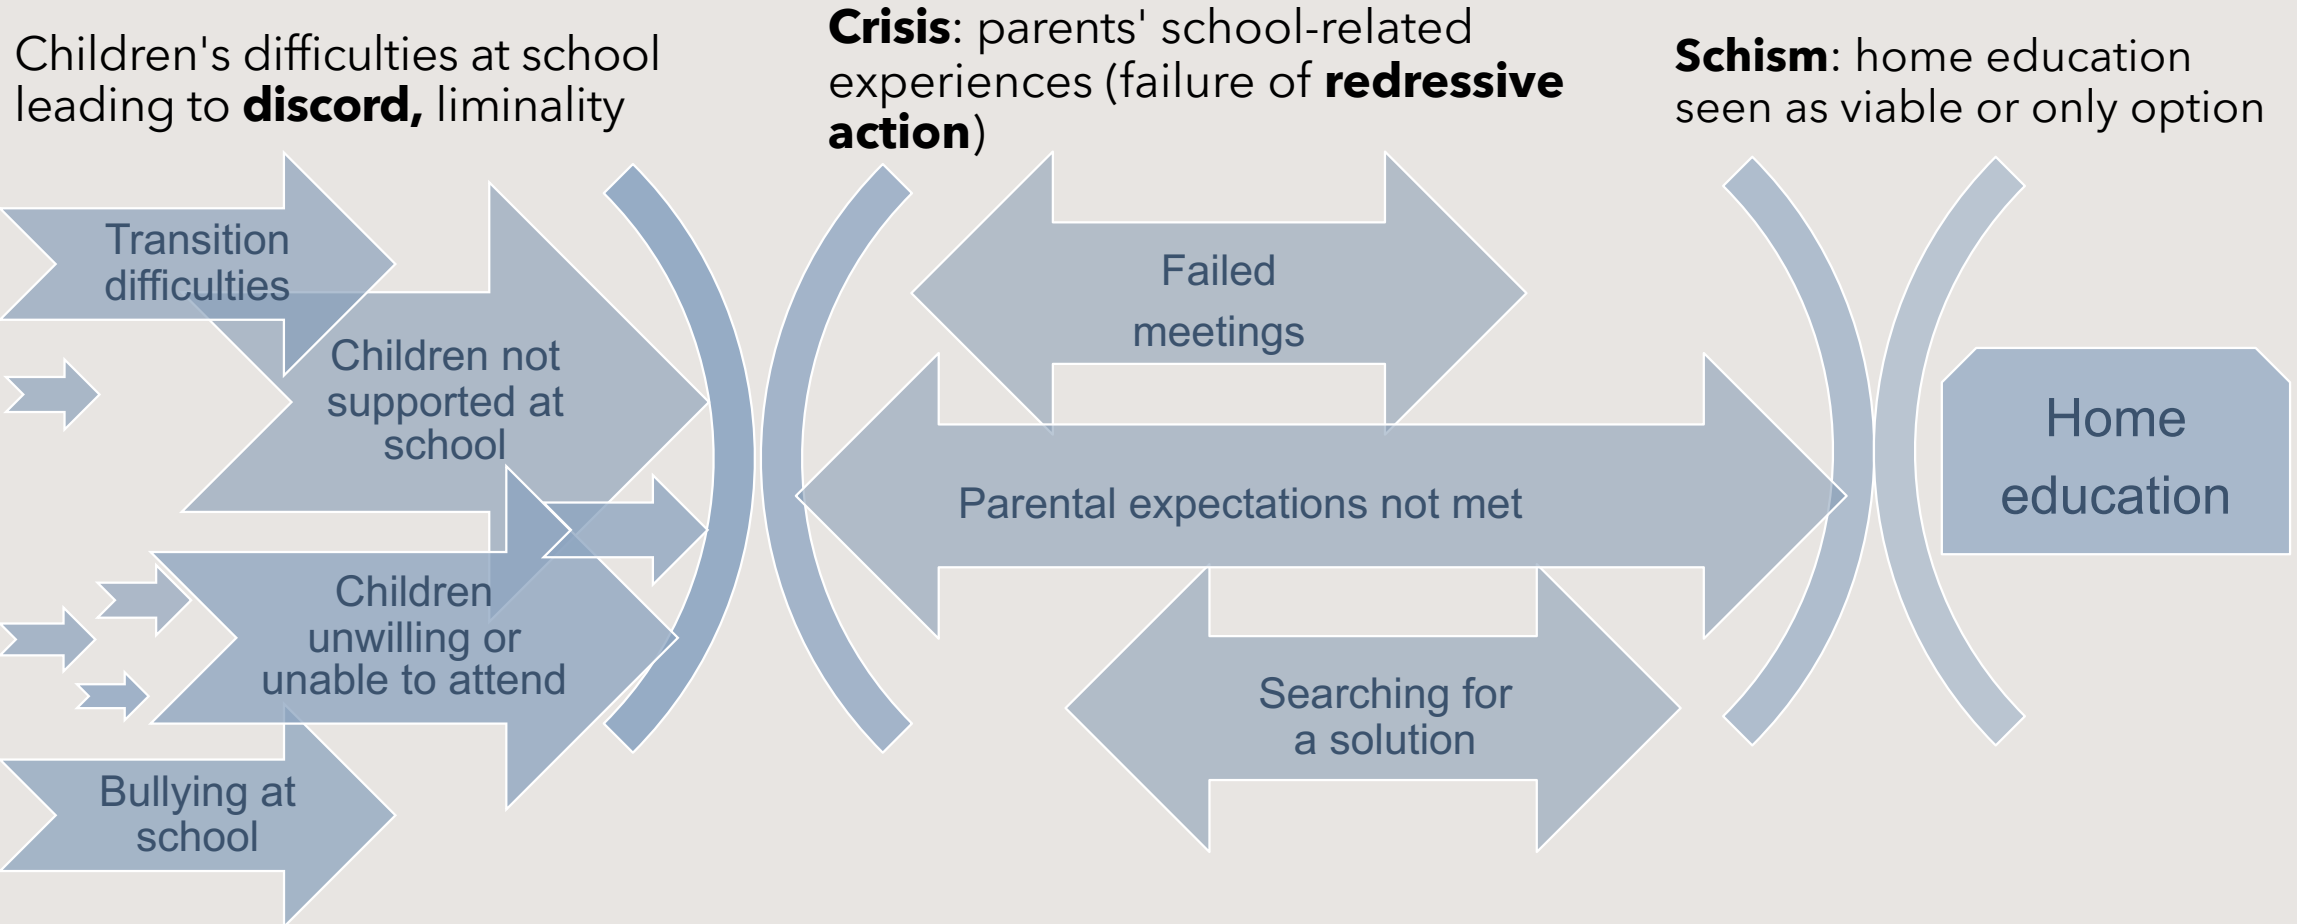 Children's difficulties at school
leading to discord, liminality
Crisis: parents' school-related
experiences (failure of redressive
action)
Schism: home education
seen as viable or only option
Transition
difficulties
Children not
supported at
school
Children
unwilling or
unable to attend
Bullying at
school
Failed
meetings
Parental expectations not met
Searching for
a solution
Home
education